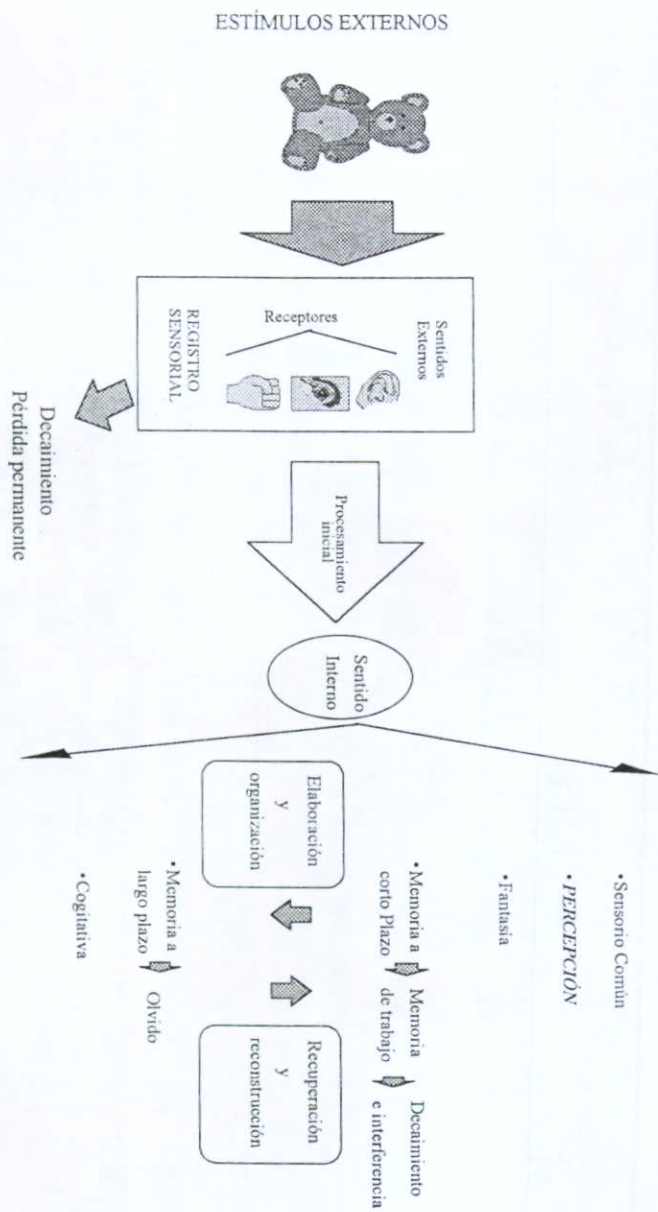 ESTÍMULOS EXTERNOS
Sentidos
Externos
Receptores
REGISTRO
SENSORIAL
Decaimiento
Pérdida permanente
Procesamiento
inicial
Sentido
Interno
•Sensorio Común
•PERCEPCIÓN
•Fantasía
•Memoria a
corto Plazo
Memoria
de trabajo
Decaimiento
e interferencia
Elaboración
y
organización
Recuperación
y
reconstrucción
•Memoria a
largo plazo
Olvido
•Cogitativa